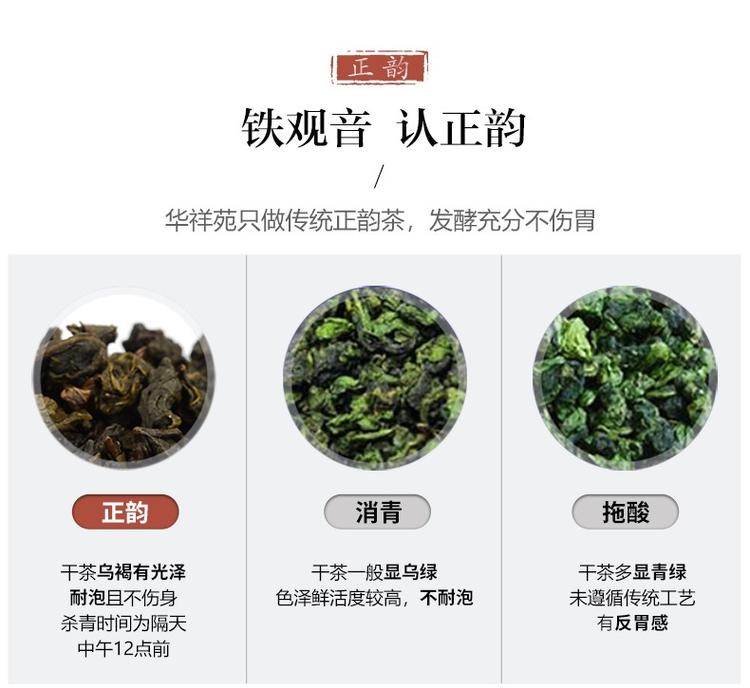 正韵
铁观音 认正韵
/
华祥苑只做传统正韵茶，发酵充分不伤胃
正韵
干茶乌褐有光泽
耐泡且不伤身
杀青时间为隔天
中午12点前
消青
干茶一般显乌绿
色泽鲜活度较高，不耐泡
拖酸
干茶多显青绿
未遵循传统工艺
有反胃感